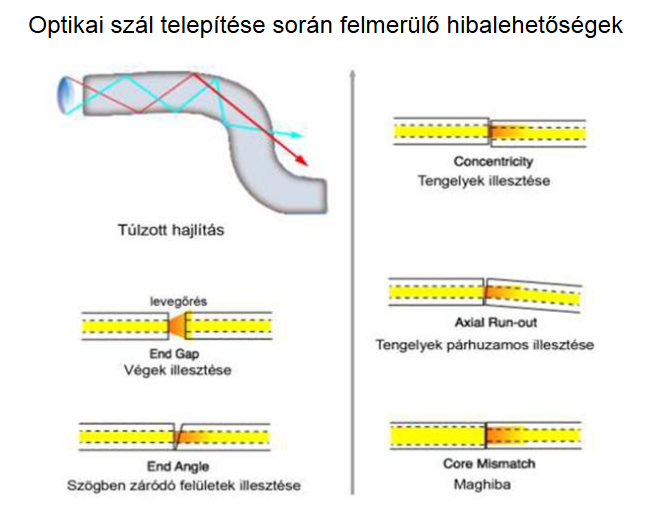 Optikai szál telepítése során felmerülő hibalehetőségek
Túlzott hajlítás
levegőrés
End Gap
Végek illesztése
End Angle
Szögben záródó felületek illesztése
Concentricity
Tengelyek illesztése
Axial Run-out
Tengelyek párhuzamos illesztése
Core Mismatch
Maghiba